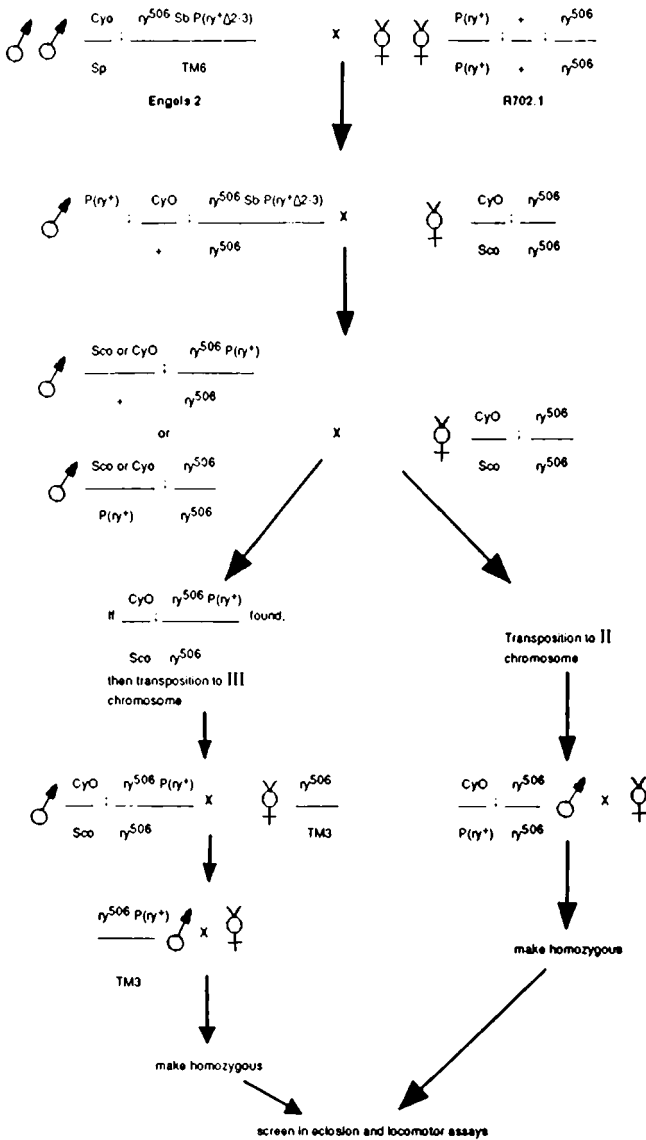 Cyo ry506 Sb P(ry+Δ2·3) x P(ry+) ; + ; ry506
Sp TM6 P(ry+) + ry506
Engels 2 R702.1
P(ry+) ; CyO ; ry506 Sb P(ry+Δ2·3) x CyO ; ry506
+ ry506 Sco ry506
Sco or CyO ; ry506 P(ry+)
+ ry506
or
x
CyO ; ry506
Sco ry506
Sco or Cyo ; ry506
P(ry+) ry506
If CyO ; ry506 P(ry+) found,
Sco ry506
then transposition to III
chromosome
Transposition to II
chromosome
CyO ; ry506 P(ry+) x ry506
Sco ry506 TM3
CyO ; ry506 x
P(ry+) ry506
ry506 P(ry+) x
TM3
make homozygous
make homozygous
screen in eclosion and locomotor assays